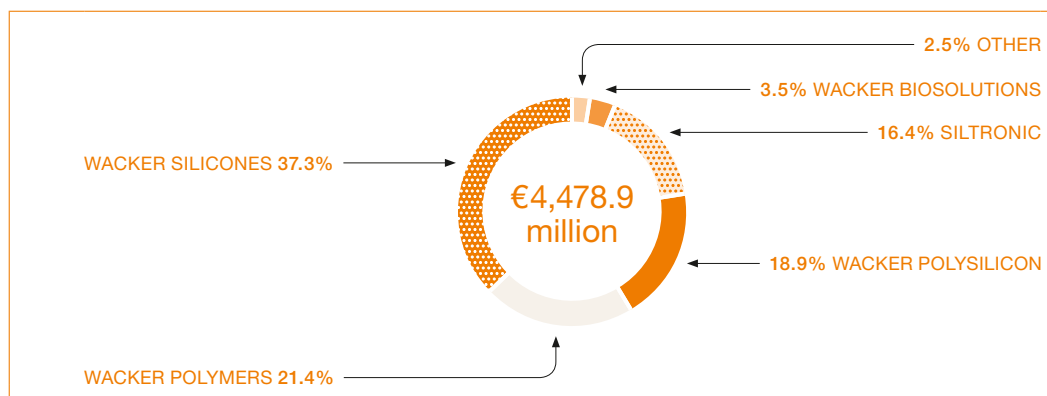 2.5% OTHER
3.5% WACKER BIOSOLUTIONS
16.4% SILTRONIC
WACKER SILICONES 37.3%
€4,478.9
million
18.9% WACKER POLYSILICON
WACKER POLYMERS 21.4%